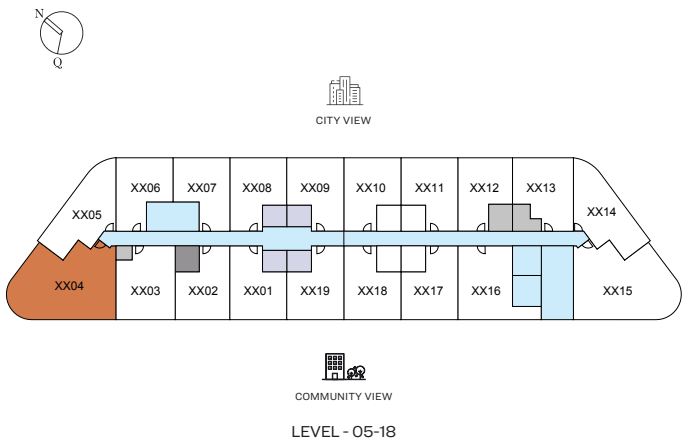 N
Q
CITY VIEW
XX06 XX07 XX08 XX09 XX10 XX11 XX12 XX13
XX05 XX14
XX04 XX03 XX02 XX01 XX19 XX18 XX17 XX16 XX15
COMMUNITY VIEW
LEVEL - 05-18